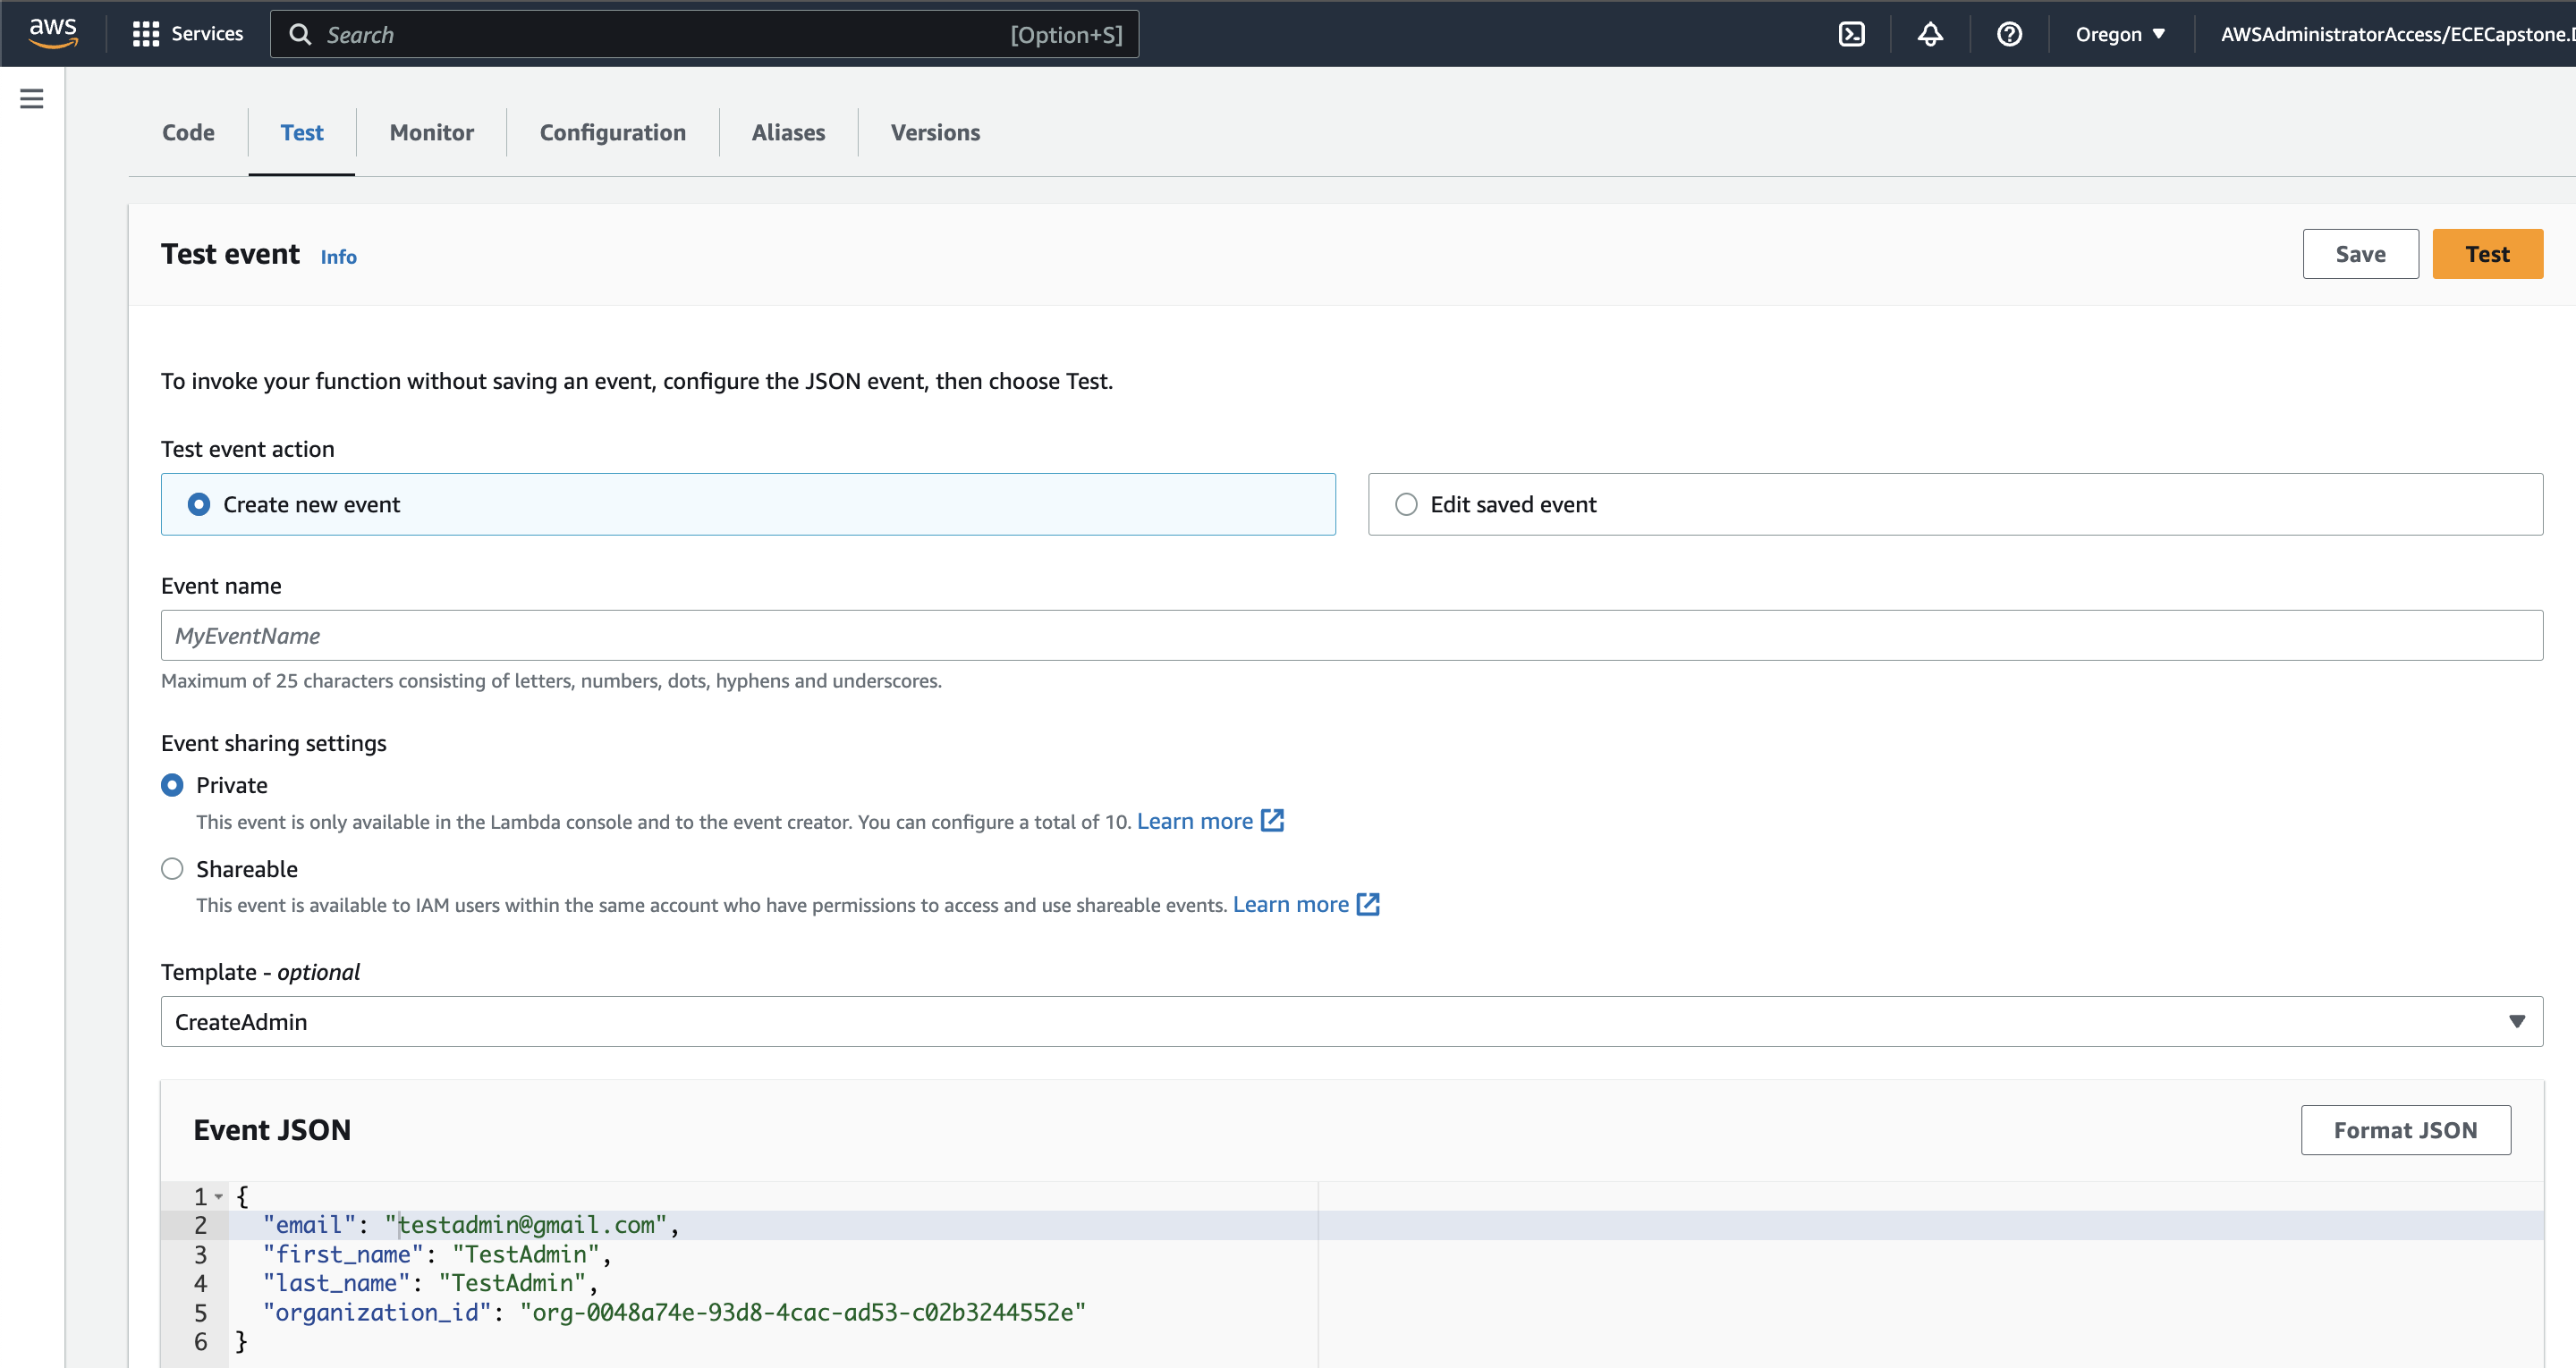 aws
Services
Search
[Option+S]
Oregon
AWSAdministratorAccess/ECECapstone.
Code
Test
Monitor
Configuration
Aliases
Versions
Test event
Info
Save
Test
To invoke your function without saving an event, configure the JSON event, then choose Test.
Test event action
Create new event
Edit saved event
Event name
MyEventName
Maximum of 25 characters consisting of letters, numbers, dots, hyphens and underscores.
Event sharing settings
Private
This event is only available in the Lambda console and to the event creator. You can configure a total of 10. Learn more
Shareable
This event is available to IAM users within the same account who have permissions to access and use shareable events. Learn more
Template - optional
CreateAdmin
Event JSON
Format JSON
1 {
2 "email": "testadmin@gmail.com",
3 "first_name": "TestAdmin",
4 "last_name": "TestAdmin",
5 "organization_id": "org-0048a74e-93d8-4cac-ad53-c02b3244552e"
6 }